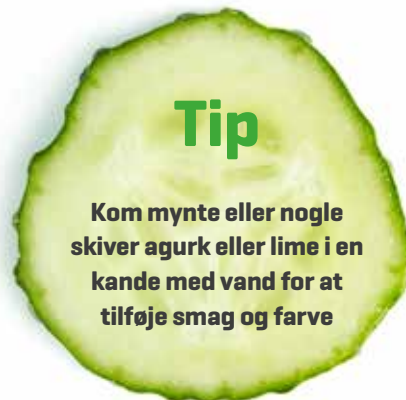 Tip
Kom mynte eller nogle
skiver agurk eller lime i en
kande med vand for at
tilføje smag og farve